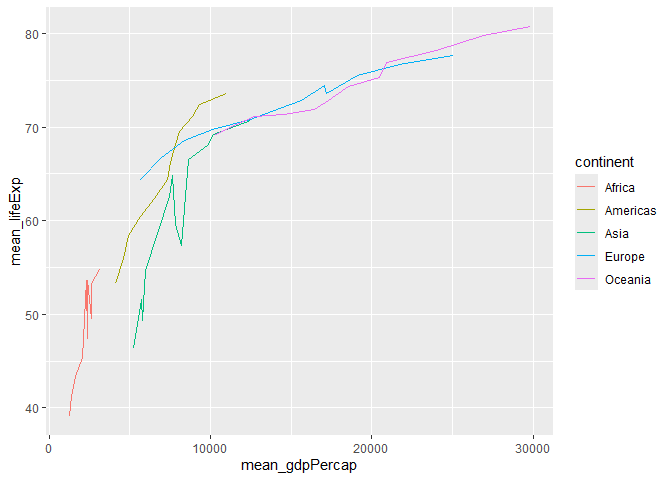 80
70
60
50
40
mean_lifeExp
0
10000
20000
30000
mean_gdpPercap
continent
Africa
Americas
Asia
Europe
Oceania